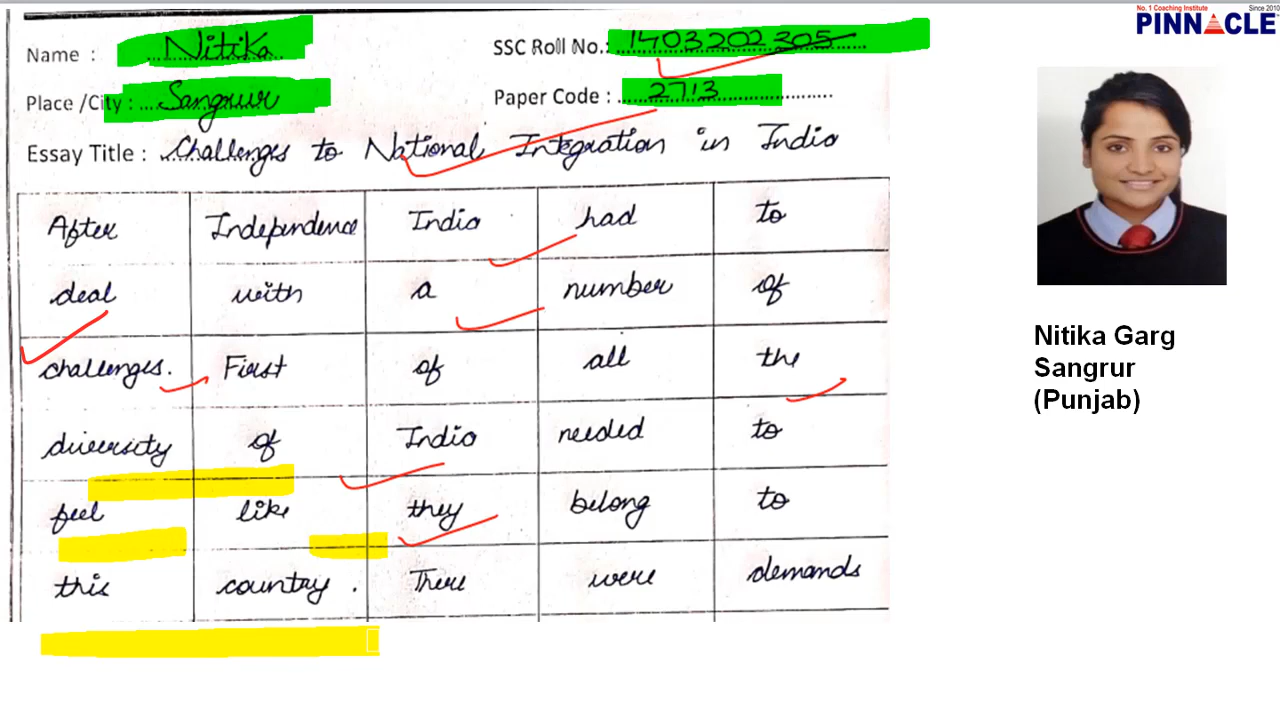 No. 1 Coaching Institute Since 2010
PINNACLE
Name : Nitika
SSC Roll No.: 1403202305
Place /City : Sangrur
Paper Code : 2713
Essay Title : Challenges to National Integration in India
After Independence India had to
deal with a number of
challenges. First of all the
diversity of India needed to
feel like they belong to
this country. There were demands
Nitika Garg
Sangrur
(Punjab)